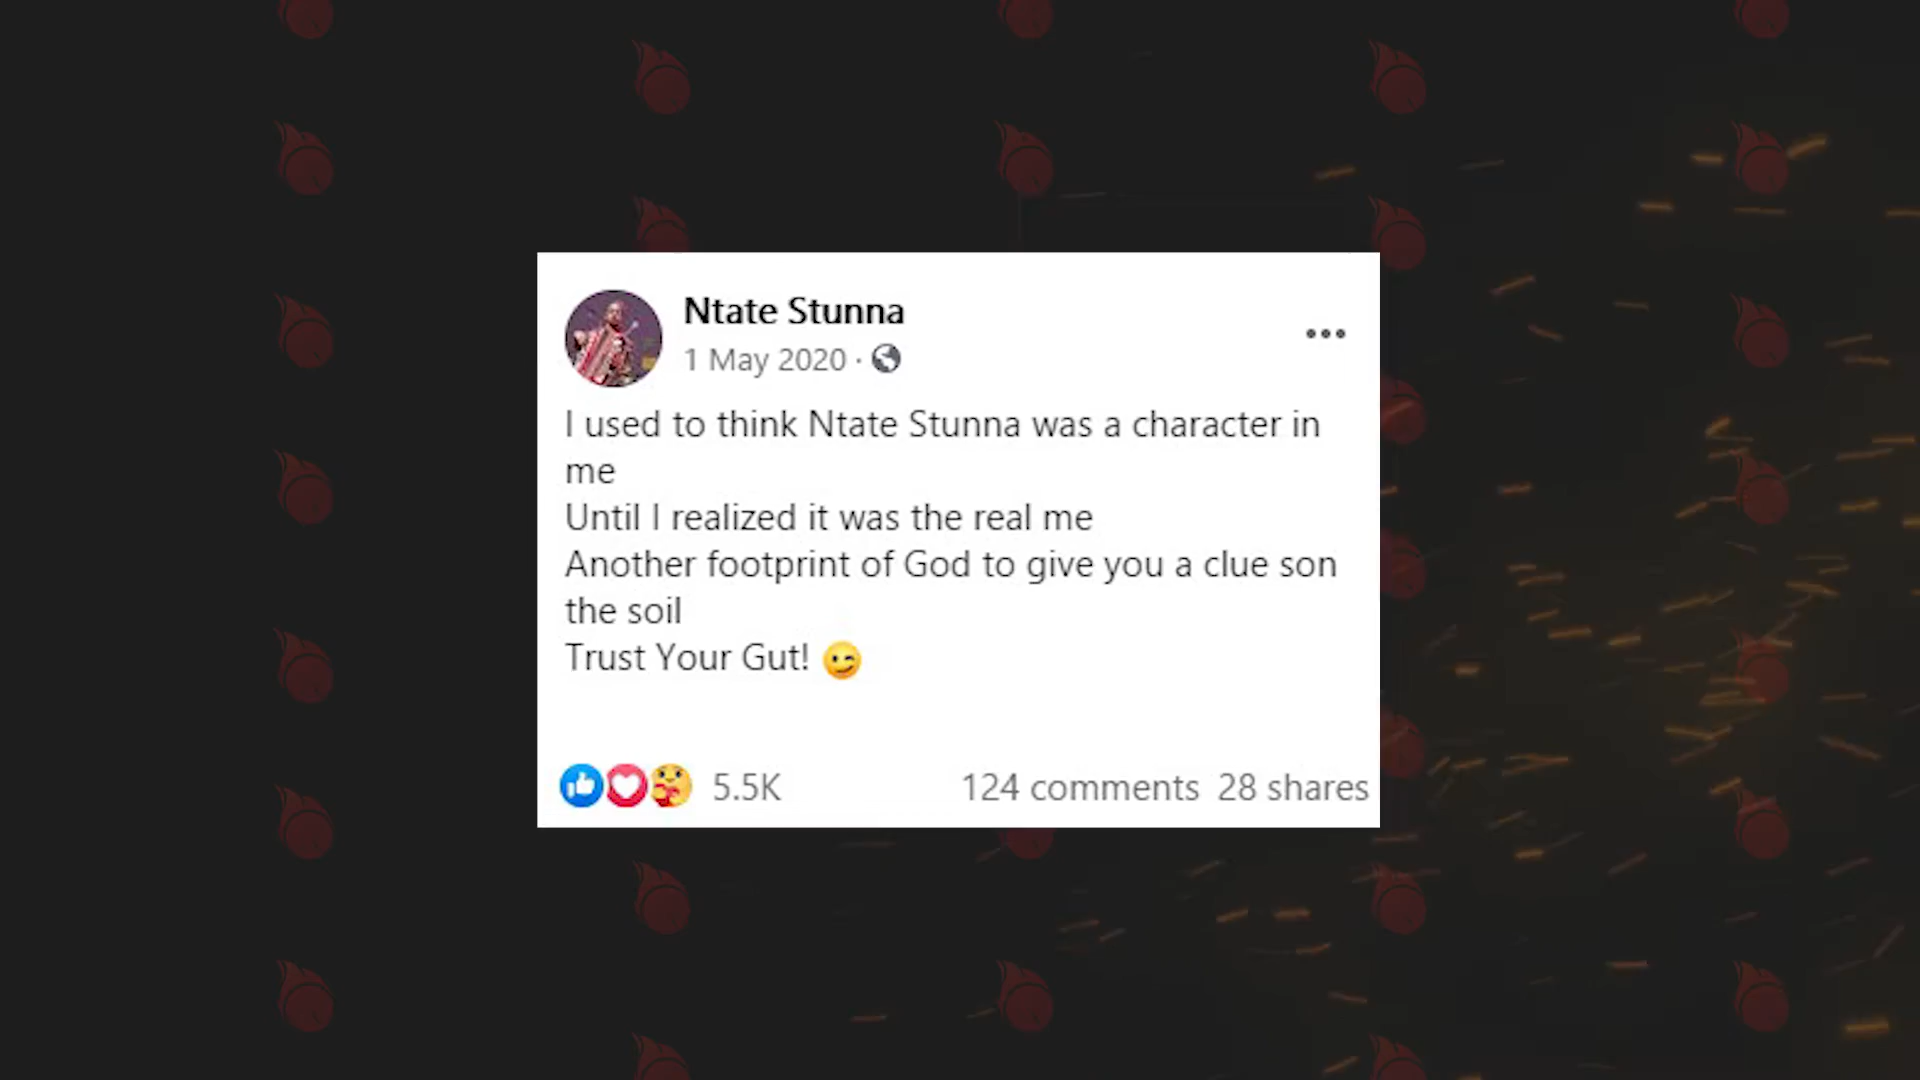 Ntate Stunna
1 May 2020 ·
I used to think Ntate Stunna was a character in
me
Until I realized it was the real me
Another footprint of God to give you a clue son
the soil
Trust Your Gut! 😉
5.5K 124 comments 28 shares